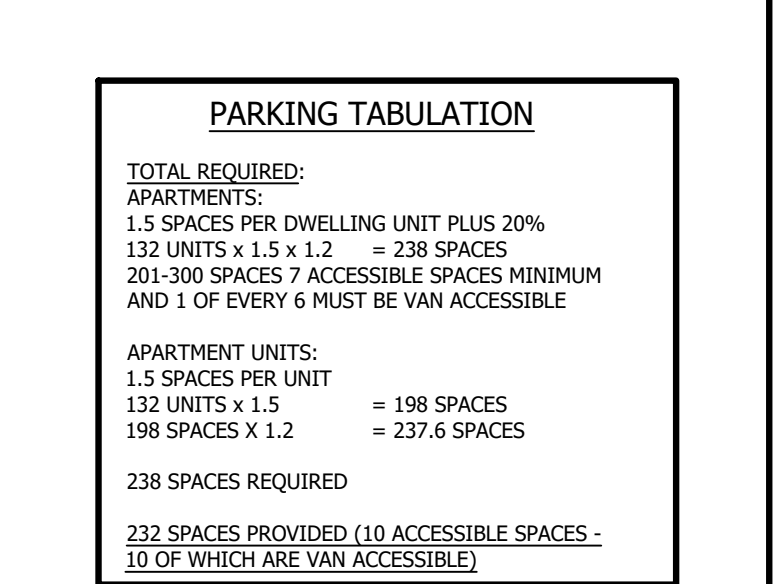 PARKING TABULATION
TOTAL REQUIRED:
APARTMENTS:
1.5 SPACES PER DWELLING UNIT PLUS 20%
132 UNITS x 1.5 x 1.2 = 238 SPACES
201-300 SPACES 7 ACCESSIBLE SPACES MINIMUM
AND 1 OF EVERY 6 MUST BE VAN ACCESSIBLE
APARTMENT UNITS:
1.5 SPACES PER UNIT
132 UNITS x 1.5 = 198 SPACES
198 SPACES X 1.2 = 237.6 SPACES
238 SPACES REQUIRED
232 SPACES PROVIDED (10 ACCESSIBLE SPACES -
10 OF WHICH ARE VAN ACCESSIBLE)